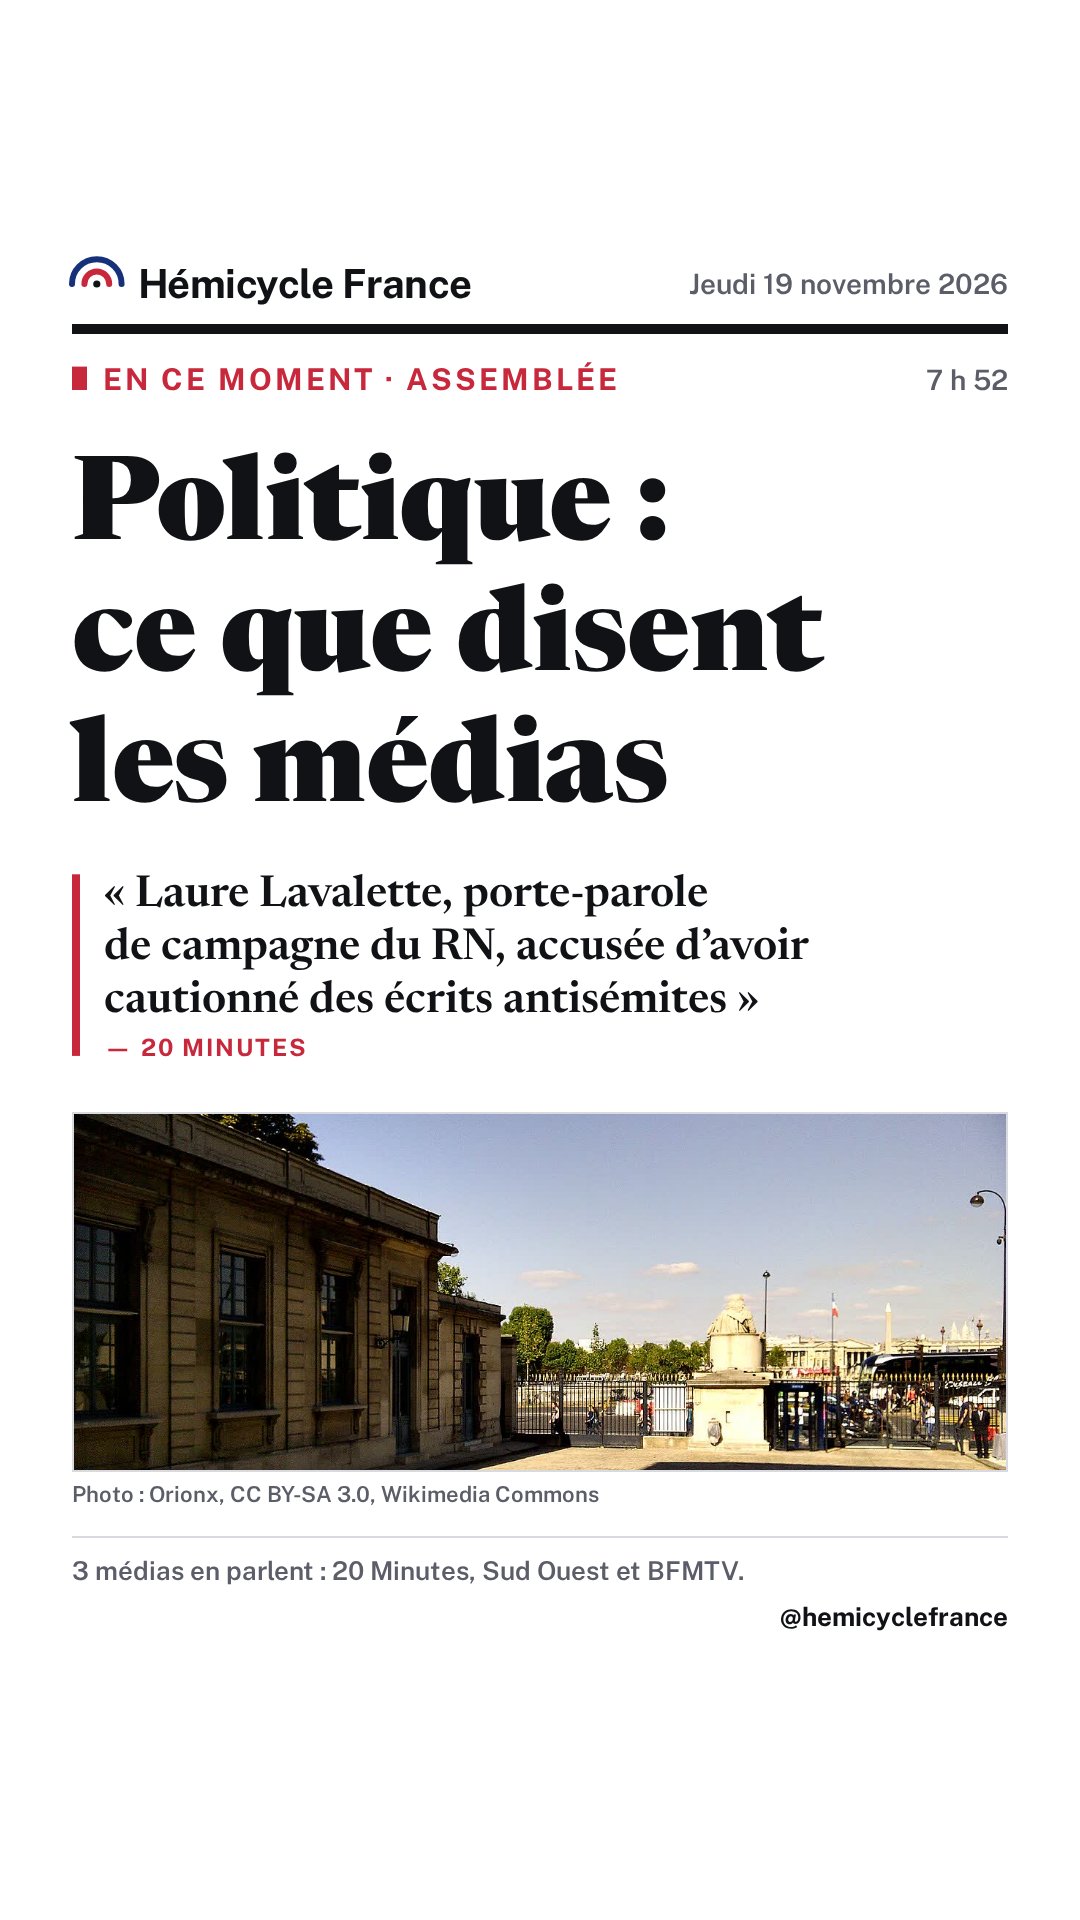 Hémicycle France
Jeudi 19 novembre 2026
EN CE MOMENT · ASSEMBLÉE
7 h 52
Politique :
ce que disent
les médias
« Laure Lavalette, porte-parole
de campagne du RN, accusée d’avoir
cautionné des écrits antisémites »
— 20 MINUTES
Photo : Orionx, CC BY-SA 3.0, Wikimedia Commons
3 médias en parlent : 20 Minutes, Sud Ouest et BFMTV.
@hemicyclefrance